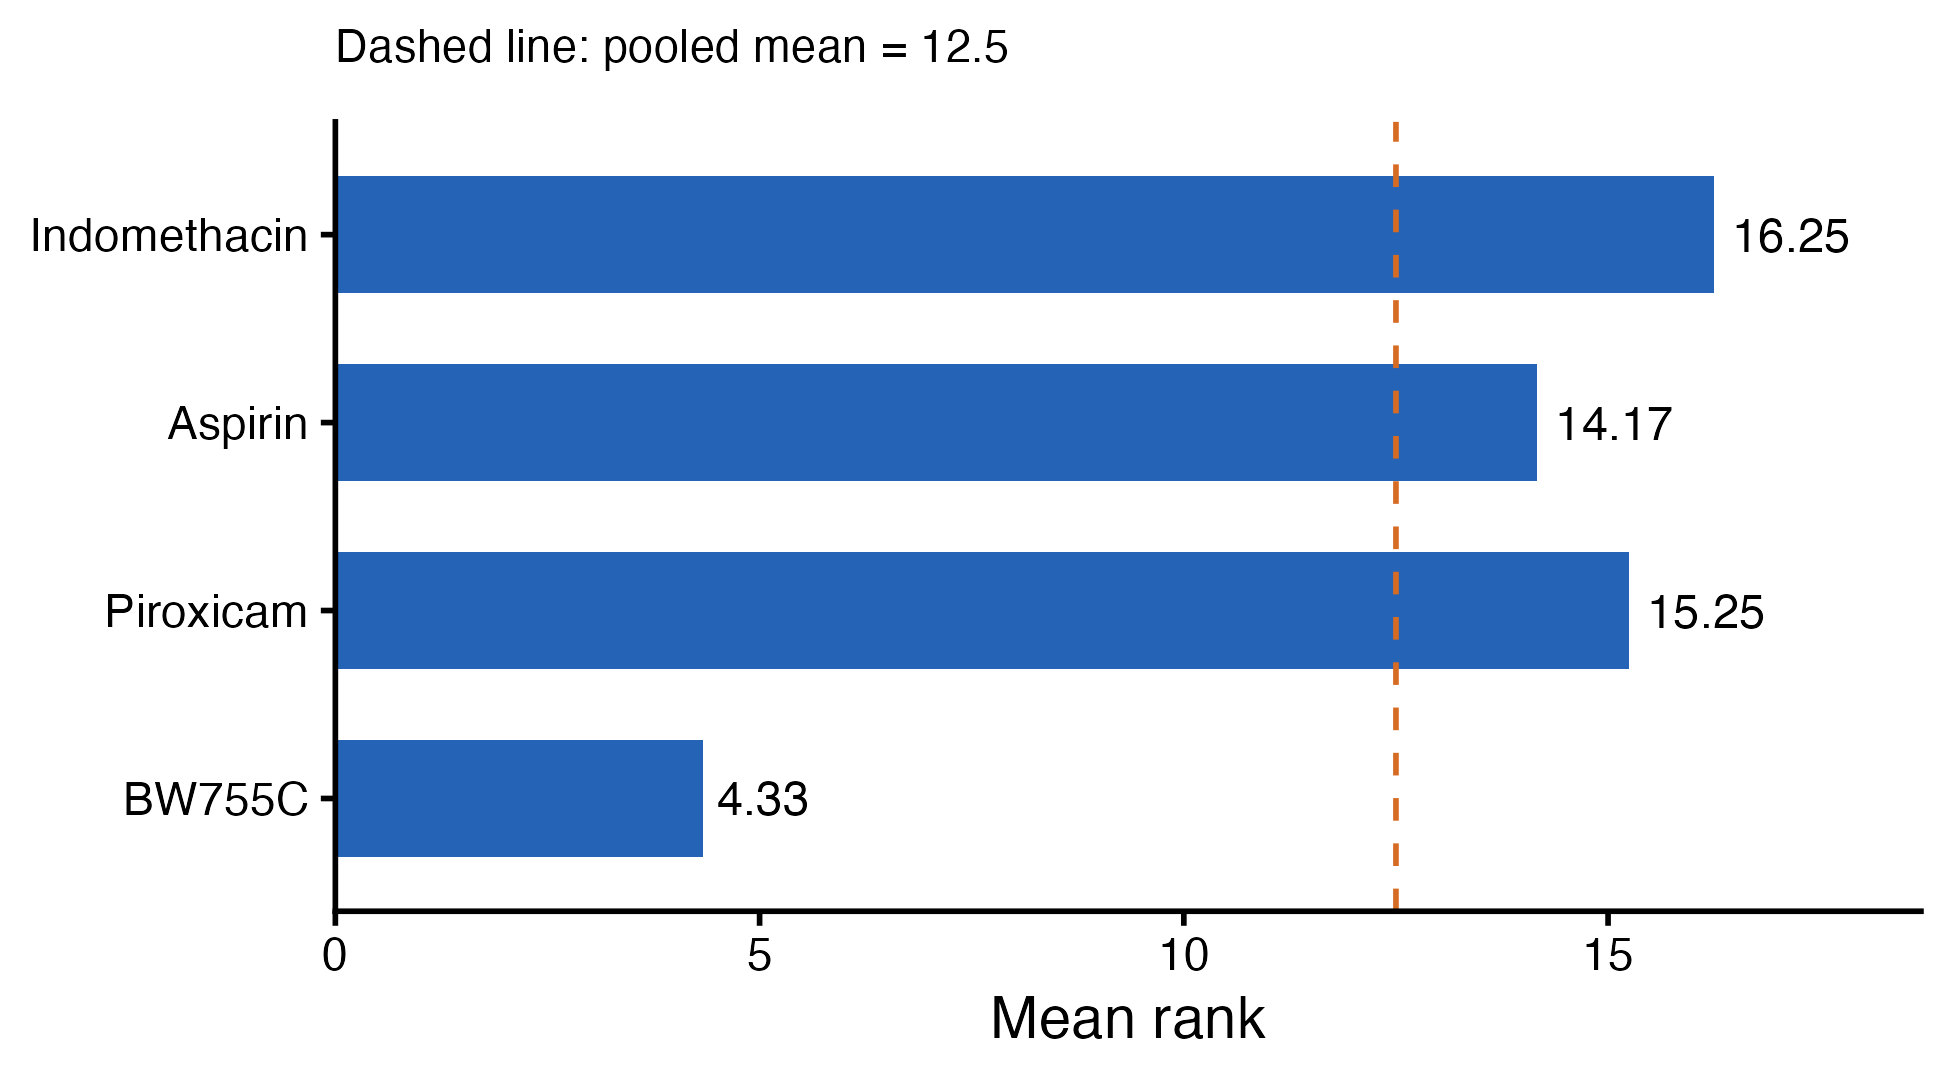 Dashed line: pooled mean = 12.5
Indomethacin 16.25
Aspirin 14.17
Piroxicam 15.25
BW755C 4.33
0 5 10 15
Mean rank